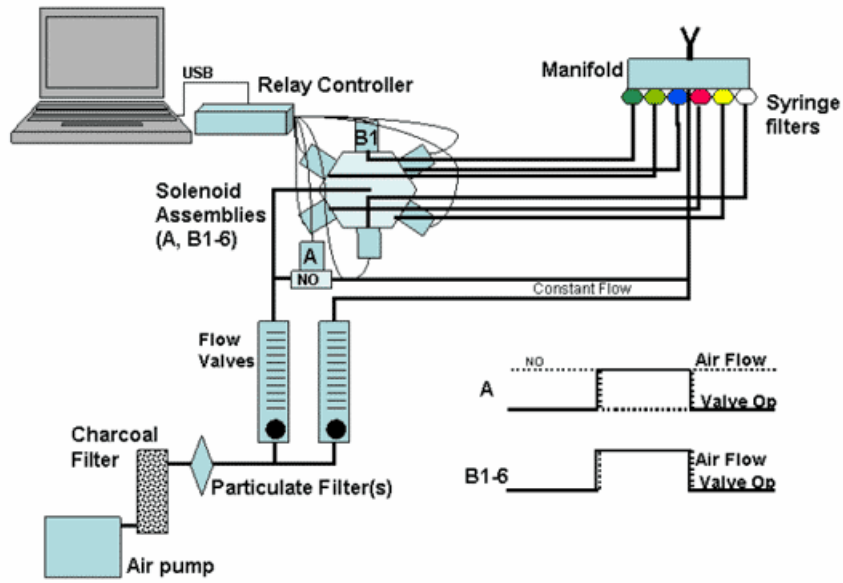 USB
Relay Controller
Manifold
Syringe
filters
B1
Solenoid
Assemblies
(A, B1-6)
A
NO
Constant Flow
Flow
Valves
NO
Air Flow
A
Valve Op
Charcoal
Filter
Particulate Filter(s)
B1-6
Air Flow
Valve Op
Air pump